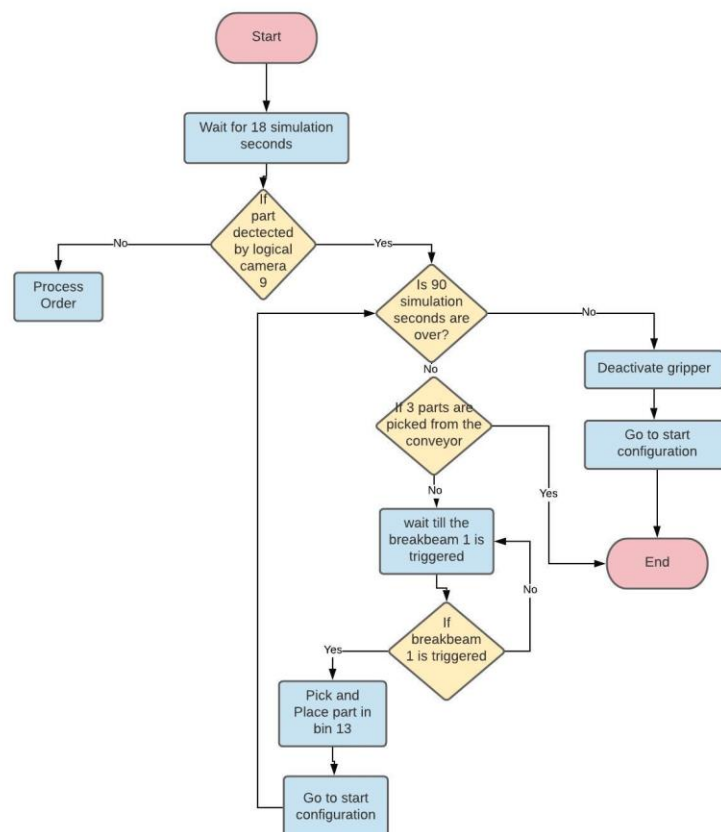 Start
Wait for 18 simulation
seconds
If
part
dectected
by logical
camera
9
No
Yes
Process
Order
Is 90
simulation
seconds are
over?
No
No
Deactivate gripper
If 3 parts are
picked from the
conveyor
Go to start
configuration
No
Yes
wait till the
breakbeam 1 is
triggered
End
No
If
breakbeam
1 is triggered
Yes
Pick and
Place part in
bin 13
Go to start
configuration